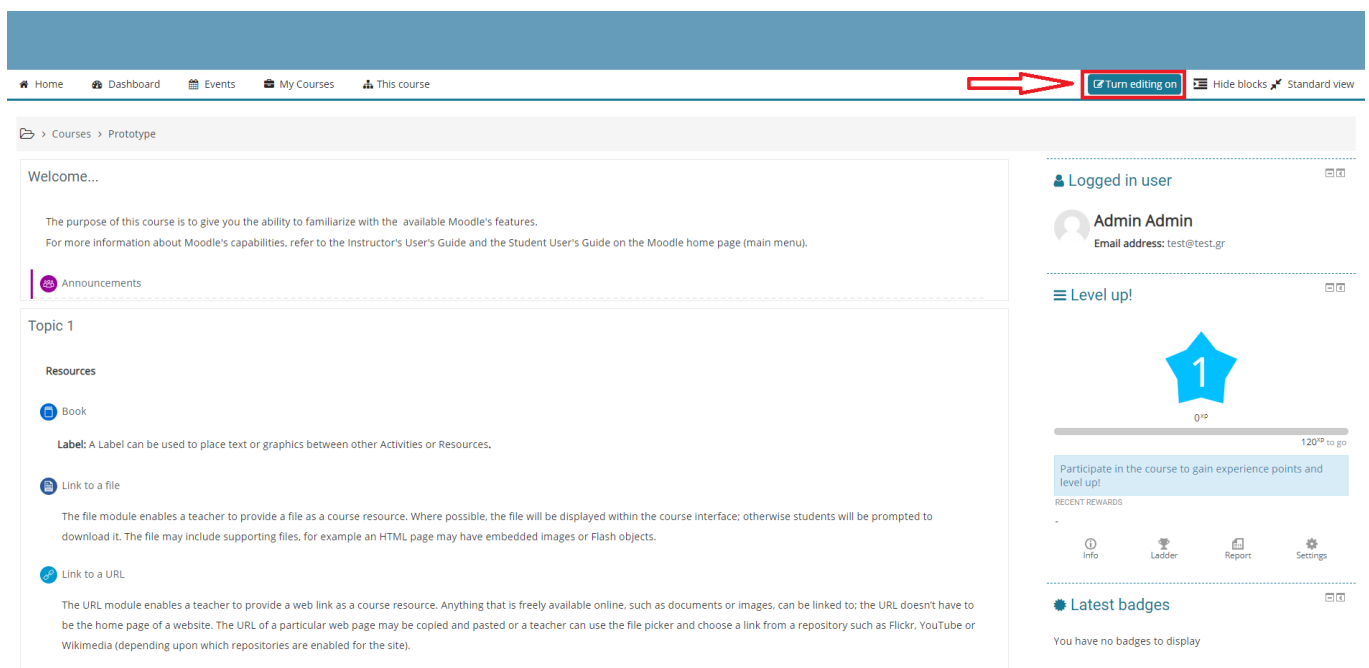 Home Dashboard Events My Courses This course Turn editing on Hide blocks Standard view
> Courses > Prototype
Welcome...
The purpose of this course is to give you the ability to familiarize with the available Moodle's features.
For more information about Moodle's capabilities, refer to the Instructor's User's Guide and the Student User's Guide on the Moodle home page (main menu).
Announcements
Topic 1
Resources
Book
Label: A Label can be used to place text or graphics between other Activities or Resources.
Link to a file
The file module enables a teacher to provide a file as a course resource. Where possible, the file will be displayed within the course interface; otherwise students will be prompted to
download it. The file may include supporting files, for example an HTML page may have embedded images or Flash objects.
Link to a URL
The URL module enables a teacher to provide a web link as a course resource. Anything that is freely available online, such as documents or images, can be linked to; the URL doesn't have to
be the home page of a website. The URL of a particular web page may be copied and pasted or a teacher can use the file picker and choose a link from a repository such as Flickr, YouTube or
Wikimedia (depending upon which repositories are enabled for the site).
Logged in user
Admin Admin
Email address: test@test.gr
Level up!
1
0xp
120xp to go
Participate in the course to gain experience points and
level up!
RECENT REWARDS
-
Info Ladder Report Settings
Latest badges
You have no badges to display